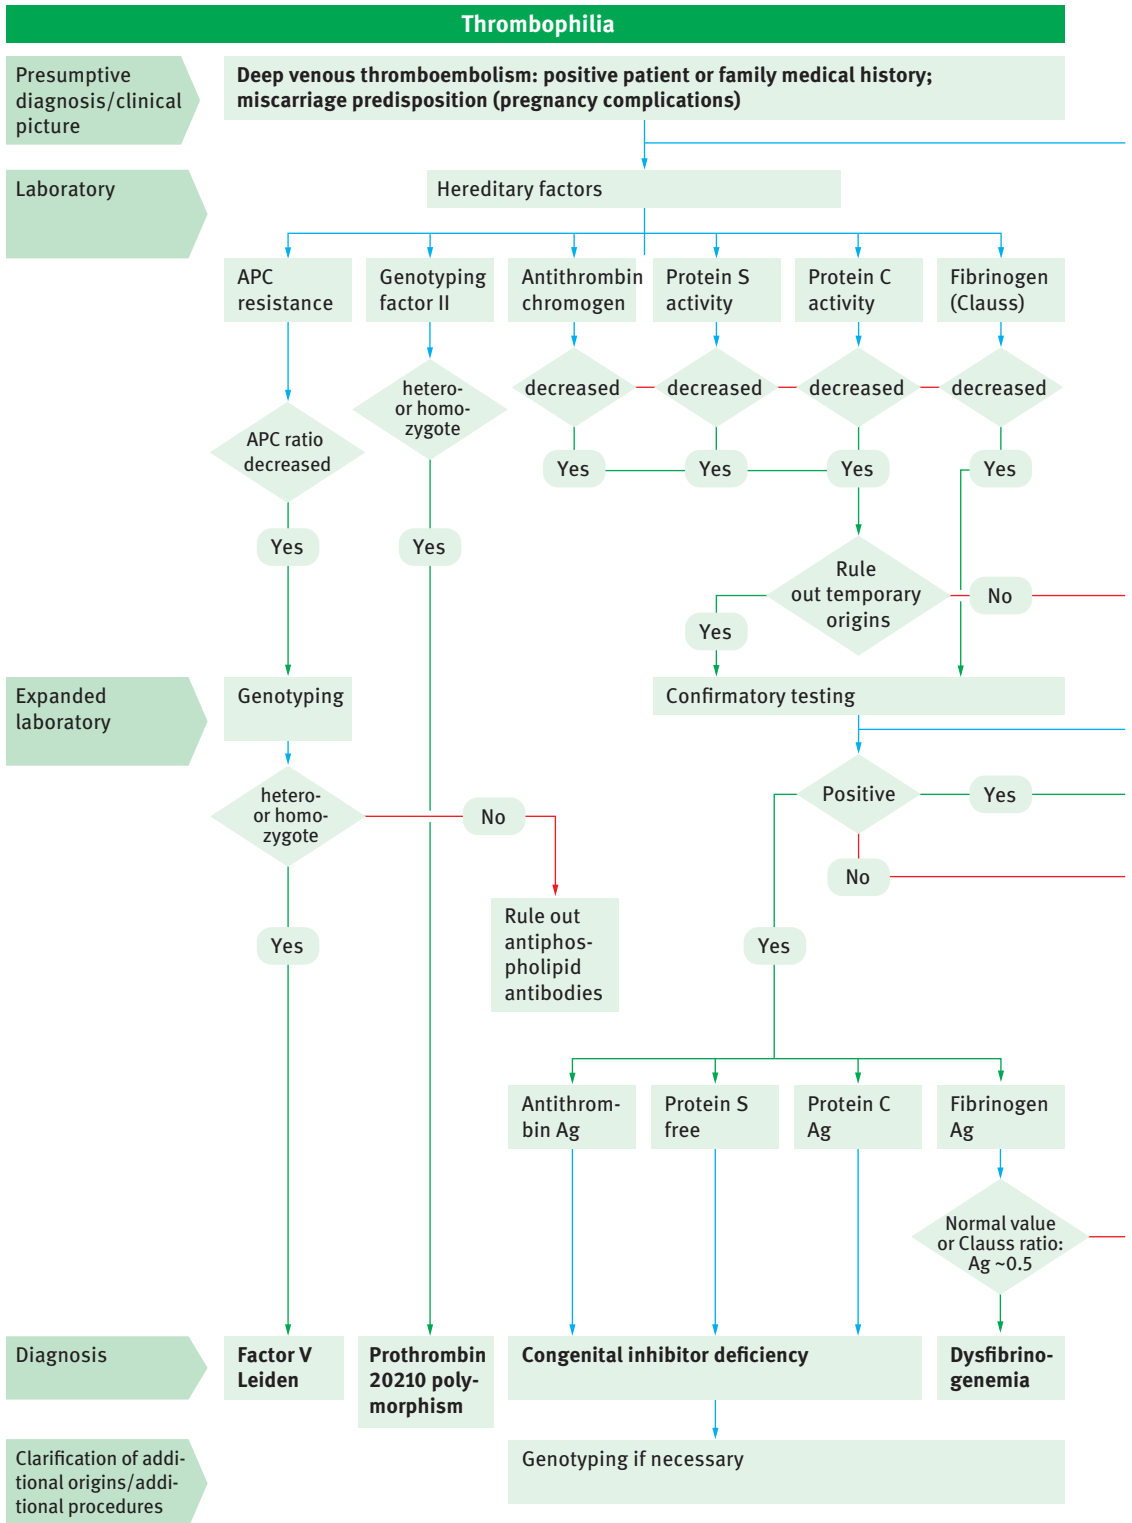 Thrombophilia
Presumptive
diagnosis/clinical
picture
Deep venous thromboembolism: positive patient or family medical history;
miscarriage predisposition (pregnancy complications)
Laboratory
Hereditary factors
APC
resistance
Genotyping
factor II
Antithrombin
chromogen
Protein S
activity
Protein C
activity
Fibrinogen
(Clauss)
hetero-
or homo-
zygote
decreased
decreased
decreased
decreased
APC ratio
decreased
Yes
Yes
Yes
Yes
Yes
Yes
Rule
out temporary
origins
No
Yes
Expanded
laboratory
Genotyping
Confirmatory testing
hetero-
or homo-
zygote
No
Positive
Yes
No
Rule out
antiphos-
pholipid
antibodies
Yes
Yes
Antithrom-
bin Ag
Protein S
free
Protein C
Ag
Fibrinogen
Ag
Normal value
or Clauss ratio:
Ag ~0.5
Diagnosis
Factor V
Leiden
Prothrombin
20210 poly-
morphism
Congenital inhibitor deficiency
Dysfibrino-
genemia
Clarification of addi-
tional origins/addi-
tional procedures
Genotyping if necessary